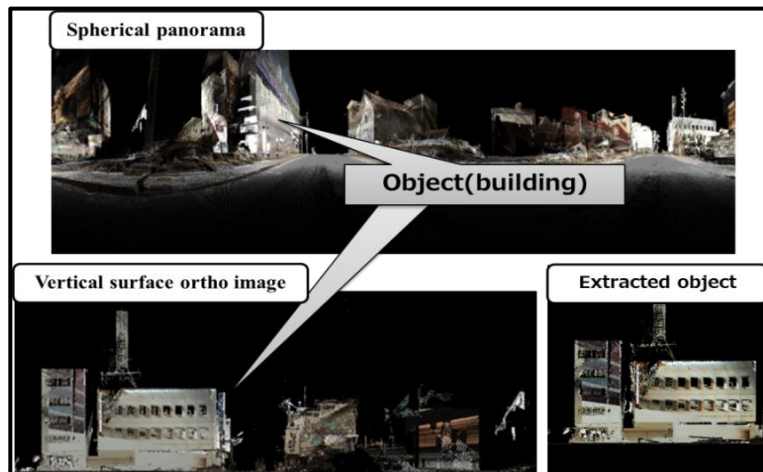 Spherical panorama
Object(building)
Vertical surface ortho image
Extracted object